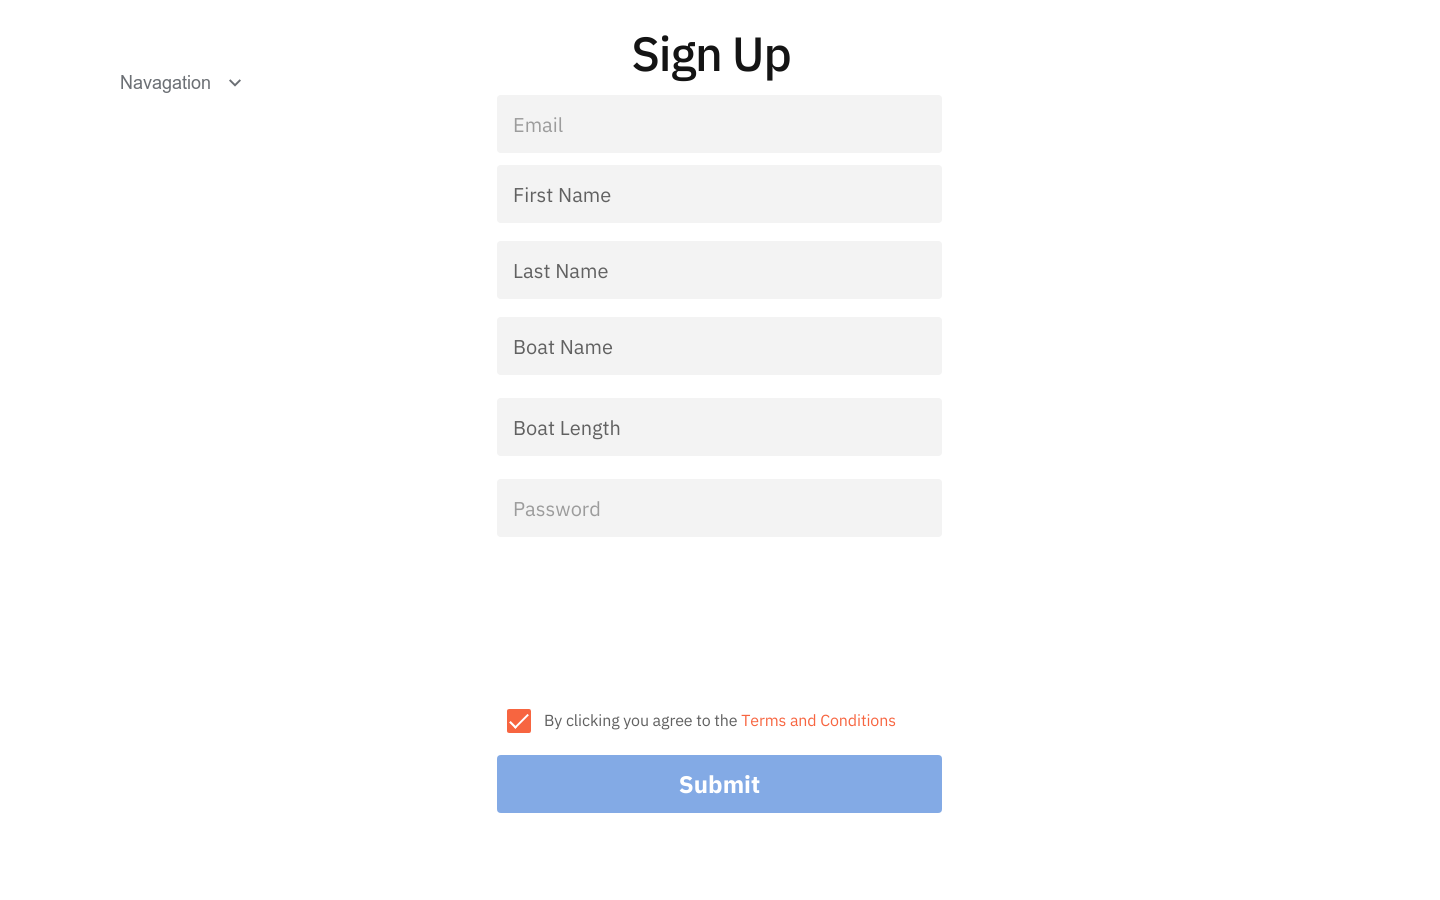 Sign Up
Navagation
Email
First Name
Last Name
Boat Name
Boat Length
Password
By clicking you agree to the Terms and Conditions
Submit